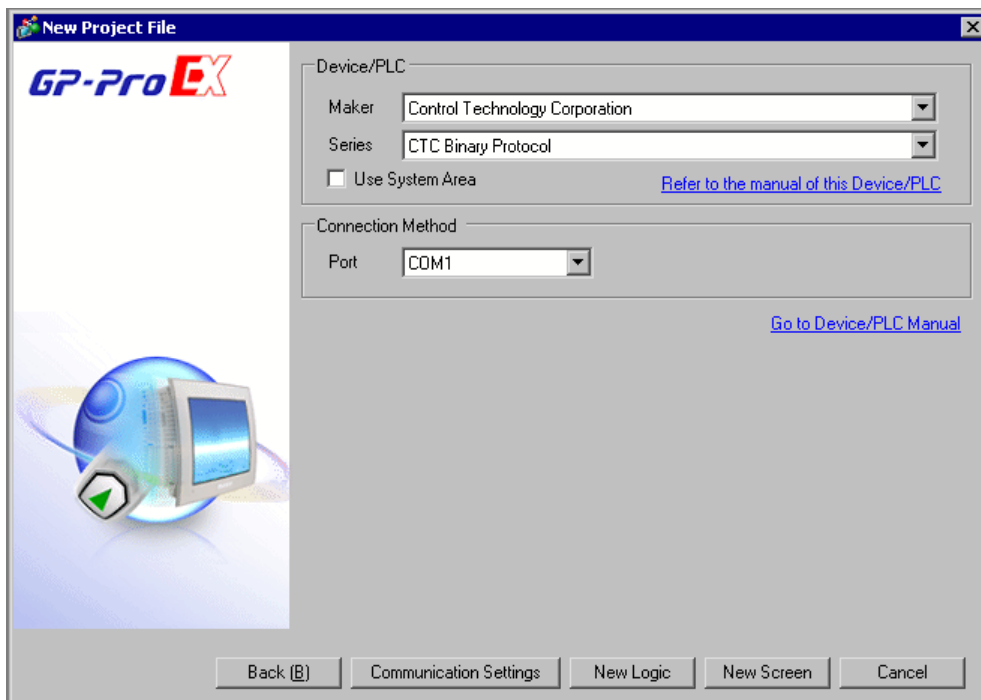 New Project File
GP-Pro EX
Device/PLC
Maker Control Technology Corporation
Series CTC Binary Protocol
Use System Area Refer to the manual of this Device/PLC
Connection Method
Port COM1
Go to Device/PLC Manual
Back (B) Communication Settings New Logic New Screen Cancel